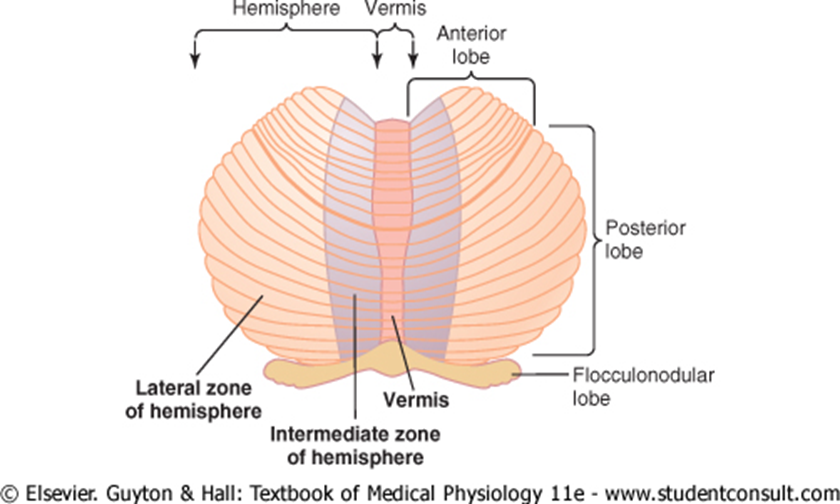 Hemisphere Vermis
Anterior
lobe
Posterior
lobe
Flocculonodular
lobe
Lateral zone
of hemisphere
Vermis
Intermediate zone
of hemisphere
© Elsevier. Guyton & Hall: Textbook of Medical Physiology 11e - www.studentconsult.com